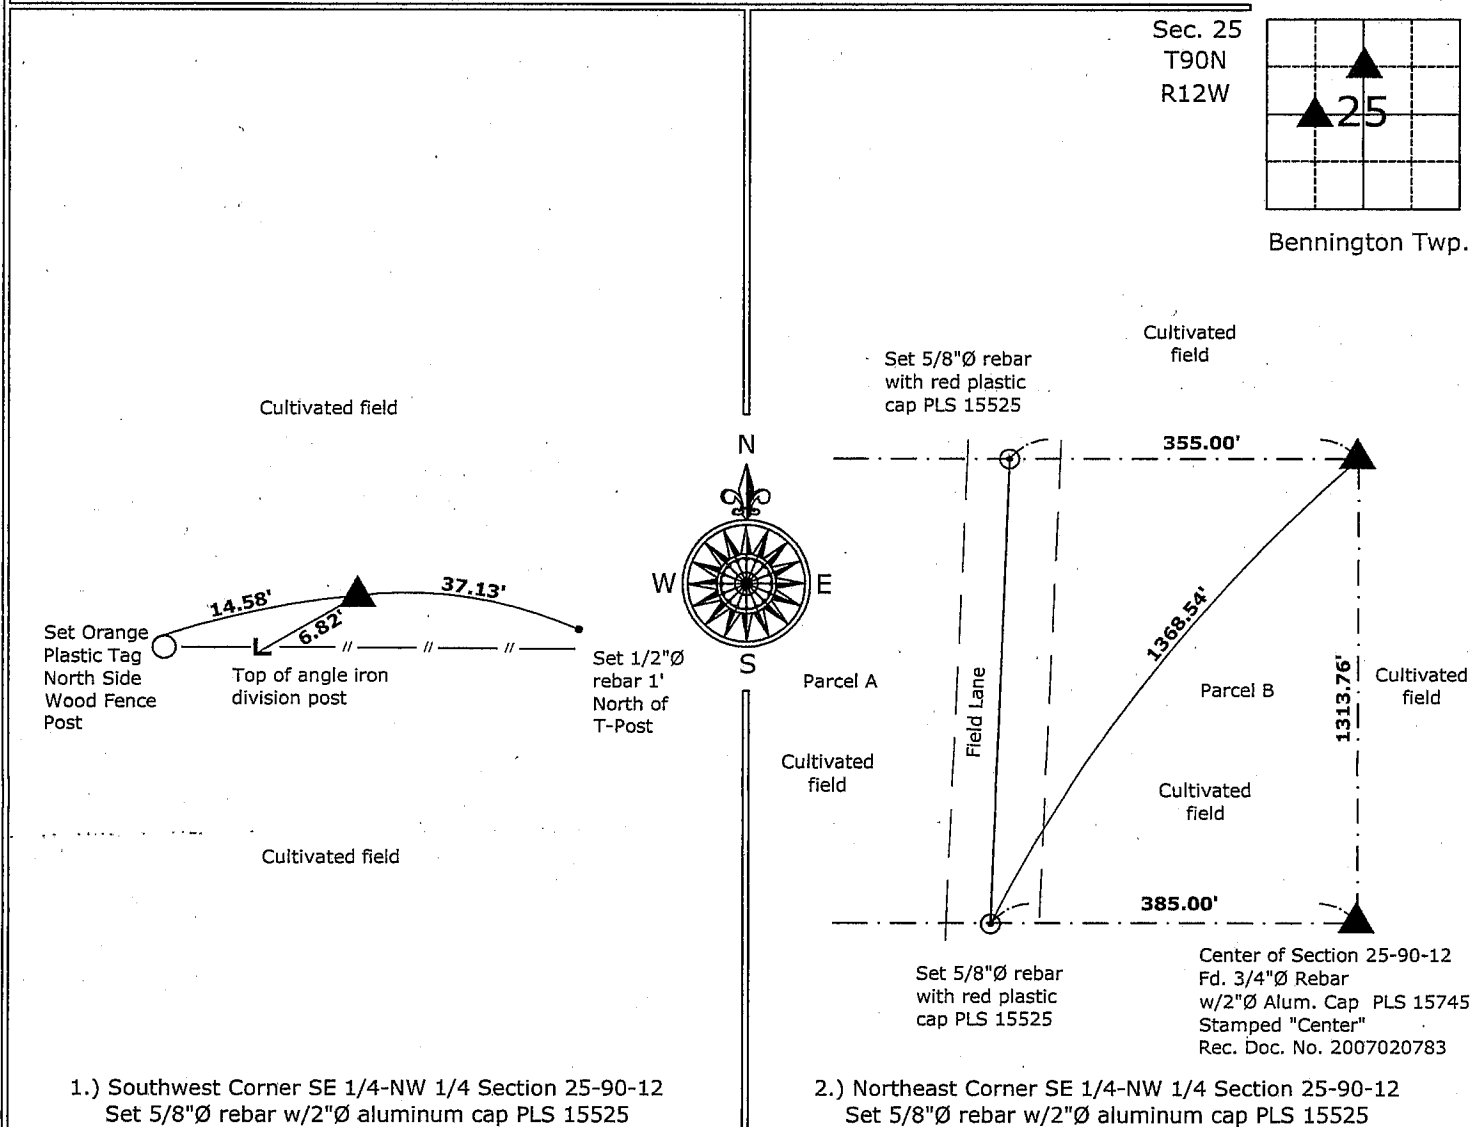 Sec. 25
T90N
R12W
25
Bennington Twp.
Cultivated field
14.58'
37.13'
6.82'
Set Orange
Plastic Tag
North Side
Wood Fence
Post
Top of angle iron
division post
Set 1/2"Ø
rebar 1'
North of
T-Post
Cultivated field
1.) Southwest Corner SE 1/4-NW 1/4 Section 25-90-12
Set 5/8"Ø rebar w/2"Ø aluminum cap PLS 15525
N
W
E
S
Cultivated
field
Set 5/8"Ø rebar
with red plastic
cap PLS 15525
355.00'
1368.54'
Parcel A
Field Lane
Parcel B
1313.76'
Cultivated
field
Cultivated
field
Cultivated
field
385.00'
Set 5/8"Ø rebar
with red plastic
cap PLS 15525
Center of Section 25-90-12
Fd. 3/4"Ø Rebar
w/2"Ø Alum. Cap PLS 15745
Stamped "Center"
Rec. Doc. No. 2007020783
2.) Northeast Corner SE 1/4-NW 1/4 Section 25-90-12
Set 5/8"Ø rebar w/2"Ø aluminum cap PLS 15525